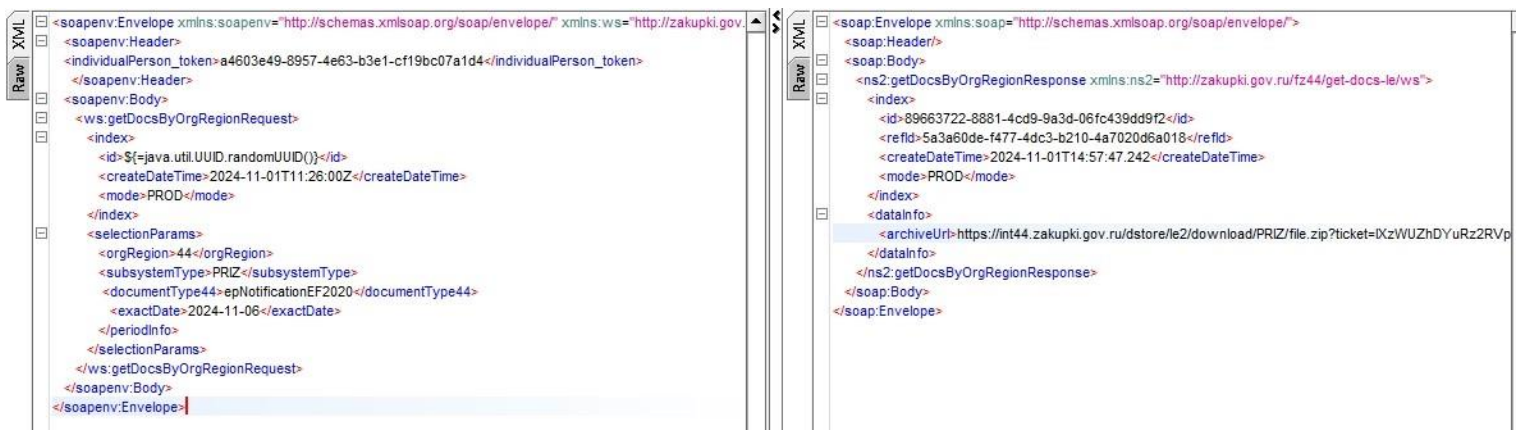 XML
Raw
<soapenv:Envelope xmlns:soapenv="http://schemas.xmlsoap.org/soap/envelope/" xmlns:ws="http://zakupki.gov.
<soapenv:Header>
<individualPerson_token>a4603e49-8957-4e63-b3e1-cf19bc07a1d4</individualPerson_token>
</soapenv:Header>
<soapenv:Body>
<ws:getDocsByOrgRegionRequest>
<index>
<id>${=java.util.UUID.randomUUID()}</id>
<createDateTime>2024-11-01T11:26:00Z</createDateTime>
<mode>PROD</mode>
</index>
<selectionParams>
<orgRegion>44</orgRegion>
<subsystemType>PRIZ</subsystemType>
<documentType44>epNotificationEF2020</documentType44>
<exactDate>2024-11-06</exactDate>
</periodInfo>
</selectionParams>
</ws:getDocsByOrgRegionRequest>
</soapenv:Body>
</soapenv:Envelope>
XML
Raw
<soap:Envelope xmlns:soap="http://schemas.xmlsoap.org/soap/envelope/">
<soap:Header/>
<soap:Body>
<ns2:getDocsByOrgRegionResponse xmlns:ns2="http://zakupki.gov.ru/fz44/get-docs-le/ws">
<index>
<id>89663722-8881-4cd9-9a3d-06fc439dd9f2</id>
<refId>5a3a60de-f477-4dc3-b210-4a7020d6a018</refId>
<createDateTime>2024-11-01T14:57:47.242</createDateTime>
<mode>PROD</mode>
</index>
<dataInfo>
<archiveUrl>https://int44.zakupki.gov.ru/dstore/le2/download/PRIZ/file.zip?ticket=lXzWUZhDYuRz2RVp
</dataInfo>
</ns2:getDocsByOrgRegionResponse>
</soap:Body>
</soap:Envelope>